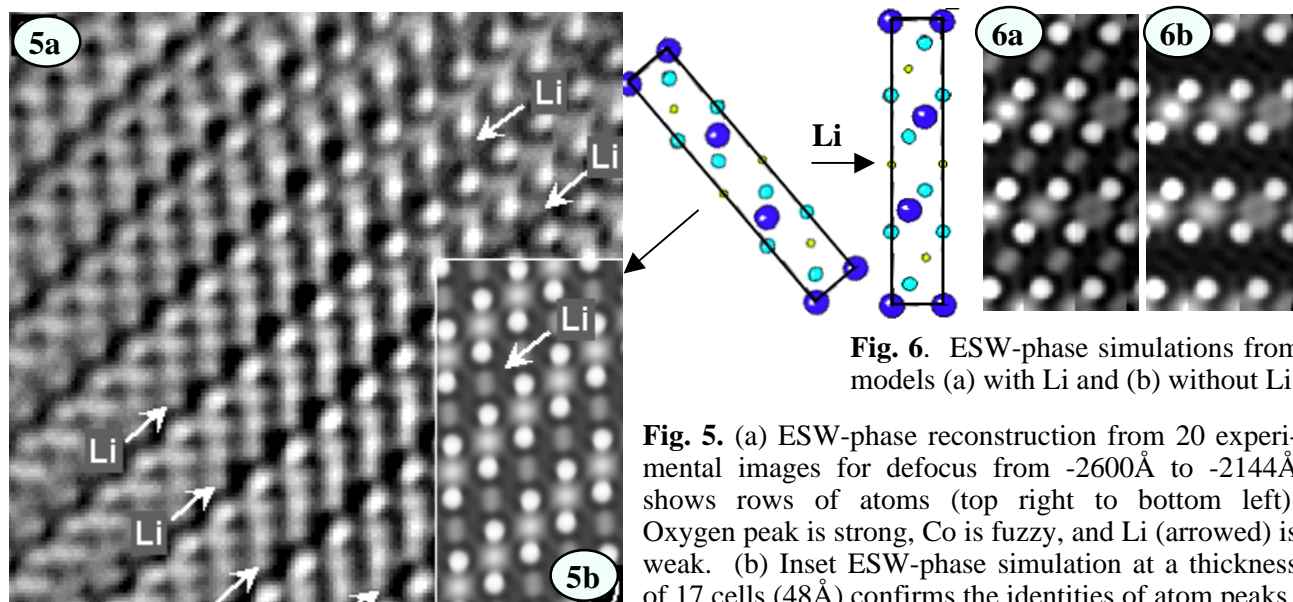 5a
Li
Li
Li
Li
Li
5b
Li
6a
6b
Fig. 6. ESW-phase simulations from
models (a) with Li and (b) without Li
Fig. 5. (a) ESW-phase reconstruction from 20 experi-
mental images for defocus from -2600Å to -2144Å
shows rows of atoms (top right to bottom left)
Oxygen peak is strong, Co is fuzzy, and Li (arrowed) is
weak. (b) Inset ESW-phase simulation at a thickness
of 17 cells (48Å) confirms the identities of atom peaks